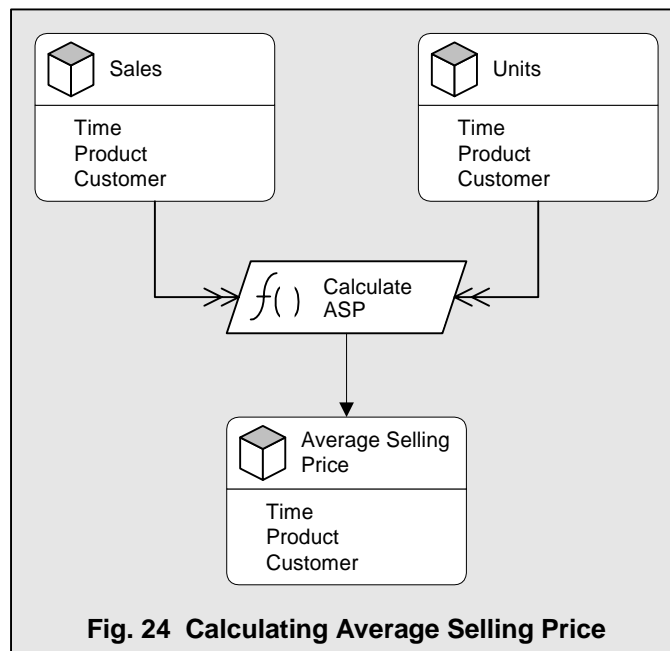 Sales
Time
Product
Customer
Units
Time
Product
Customer
f( ) Calculate
ASP
Average Selling
Price
Time
Product
Customer
Fig. 24 Calculating Average Selling Price